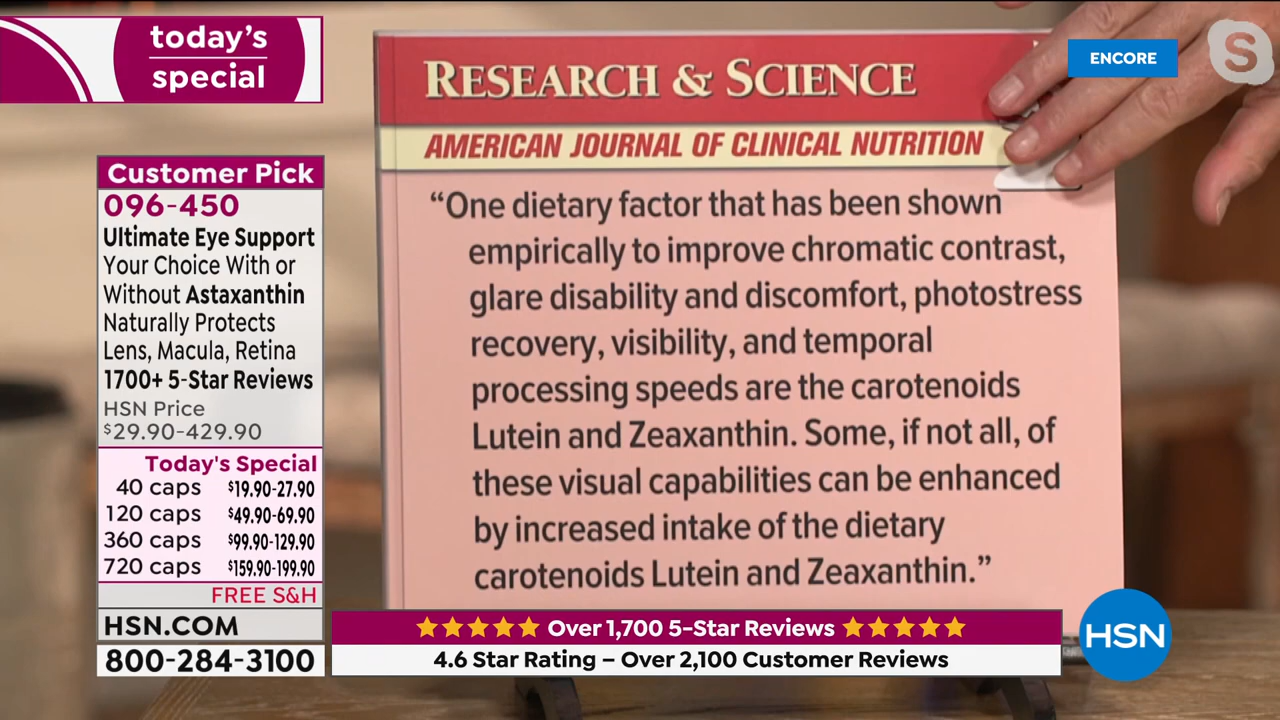 today's
special
ENCORE
S
RESEARCH & SCIENCE
AMERICAN JOURNAL OF CLINICAL NUTRITION
“One dietary factor that has been shown
empirically to improve chromatic contrast,
glare disability and discomfort, photostress
recovery, visibility, and temporal
processing speeds are the carotenoids
Lutein and Zeaxanthin. Some, if not all, of
these visual capabilities can be enhanced
by increased intake of the dietary
carotenoids Lutein and Zeaxanthin.”
Customer Pick
096-450
Ultimate Eye Support
Your Choice With or
Without Astaxanthin
Naturally Protects
Lens, Macula, Retina
1700+ 5-Star Reviews
HSN Price
$29.90-429.90
Today's Special
40 caps $19.90-27.90
120 caps $49.90-69.90
360 caps $99.90-129.90
720 caps $159.90-199.90
FREE S&H
HSN.COM
800-284-3100
Over 1,700 5-Star Reviews
4.6 Star Rating – Over 2,100 Customer Reviews
HSN